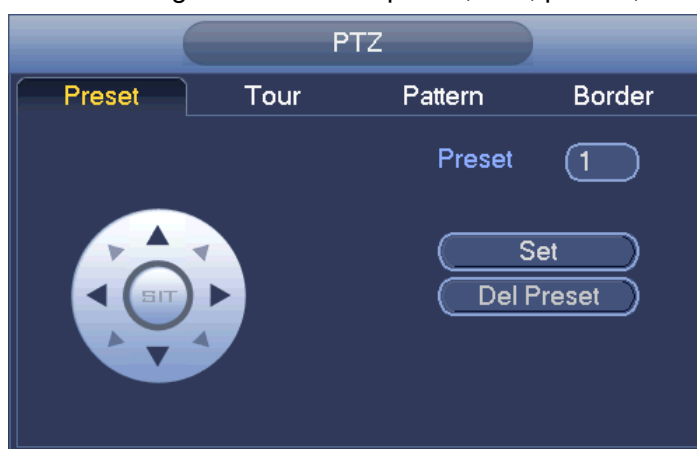 PTZ
Preset Tour Pattern Border
Preset 1
Set
SIT
Del Preset